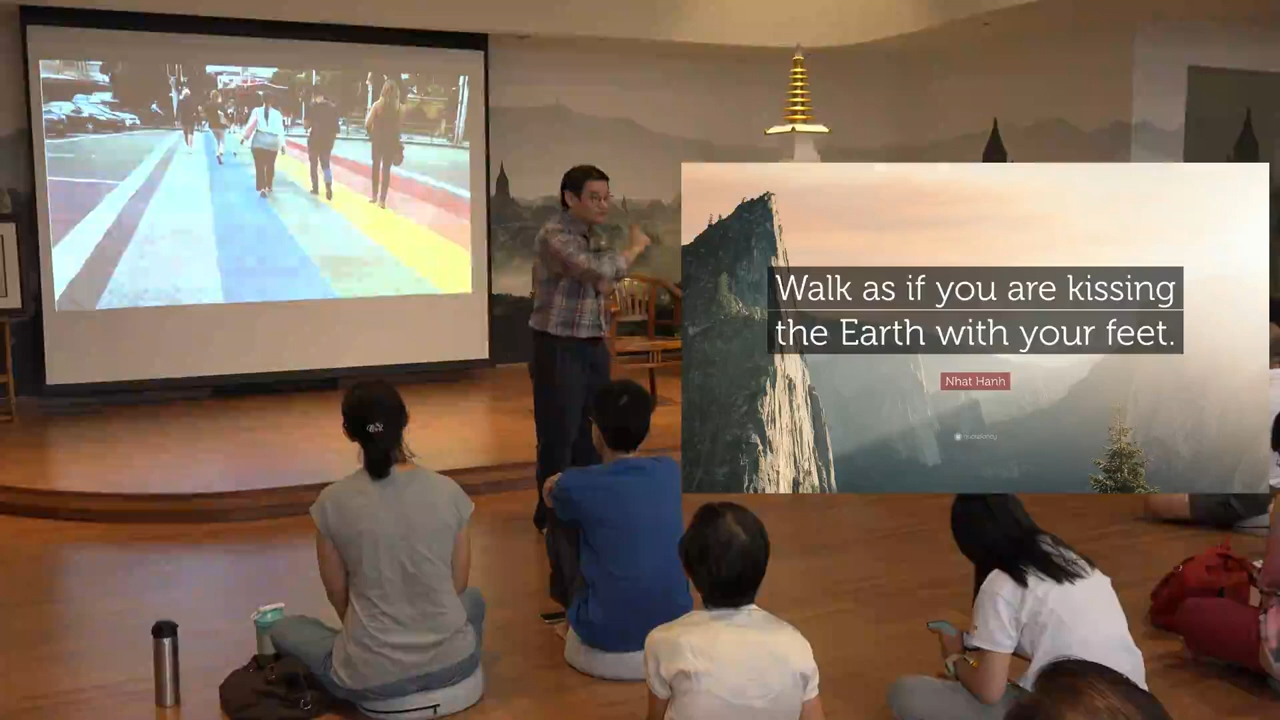 Walk as if you are kissing
the Earth with your feet.
Nhat Hanh